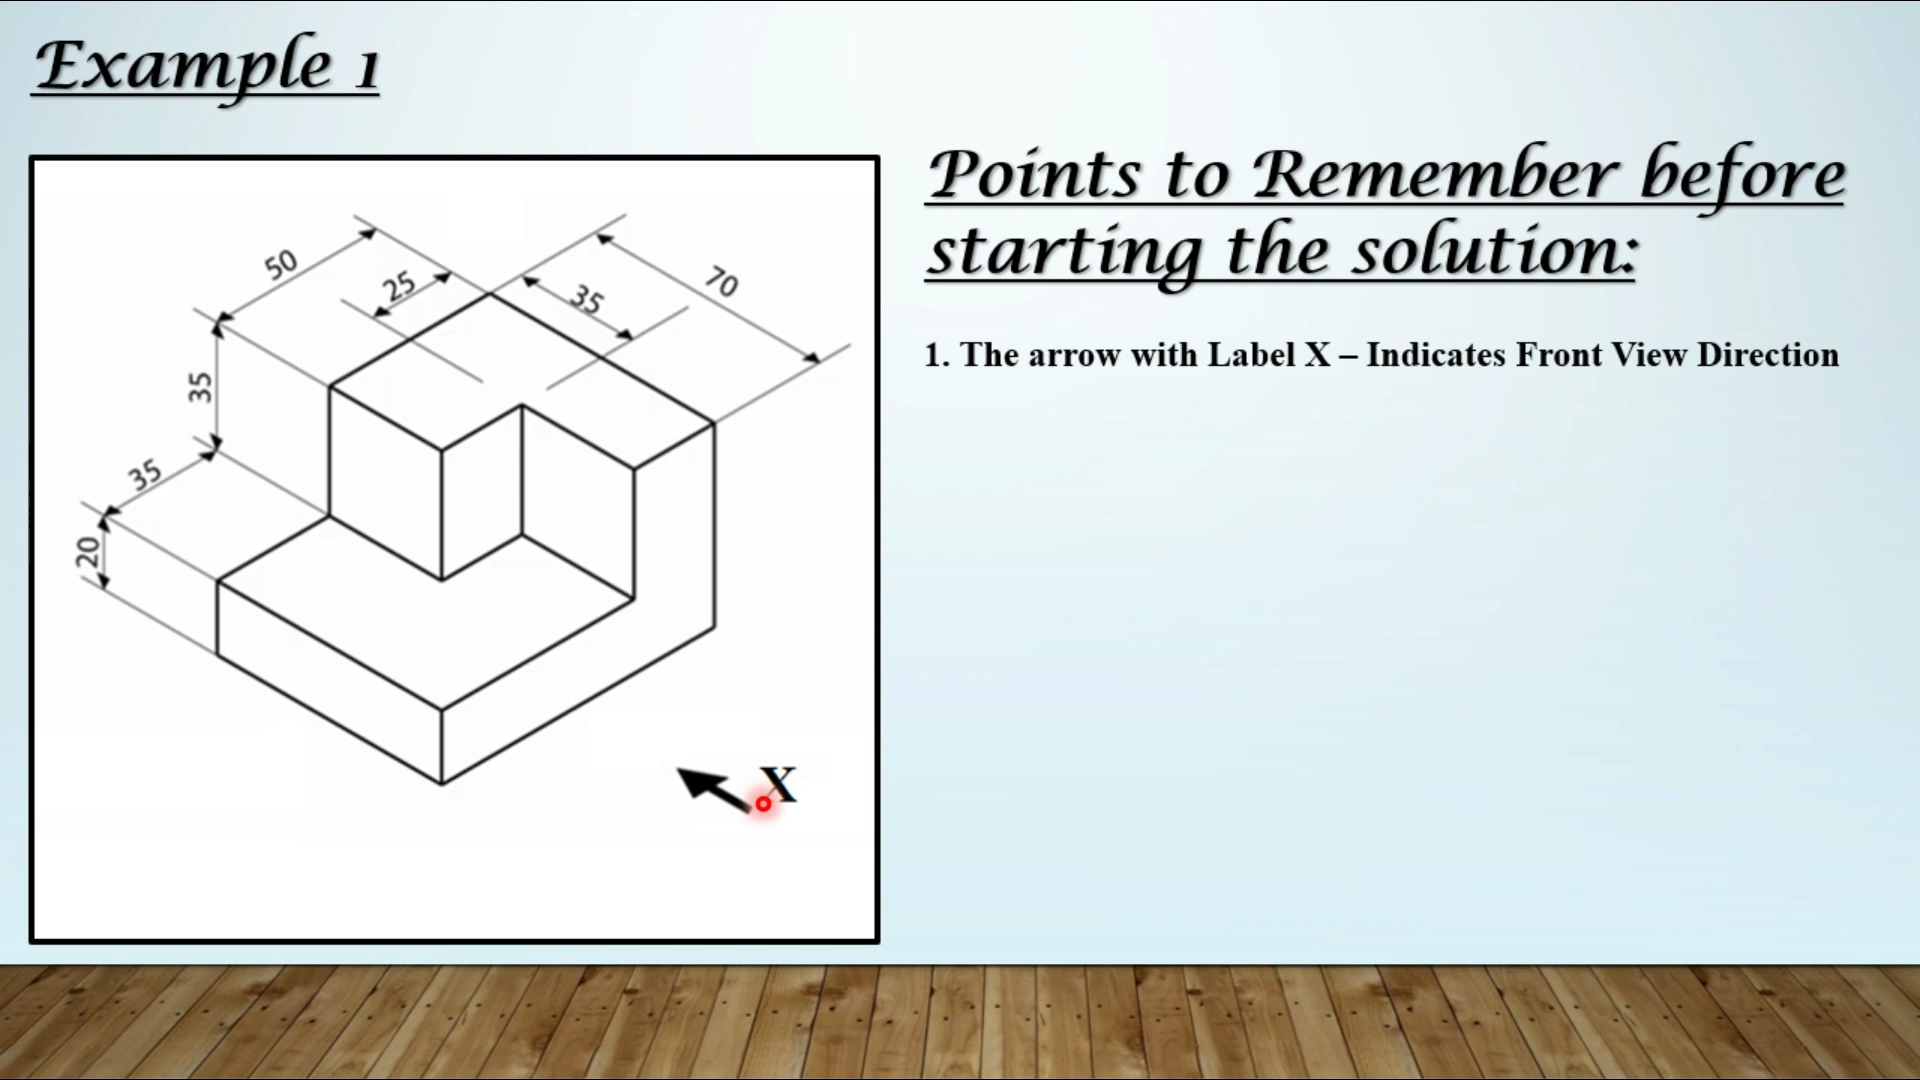 Example 1
Points to Remember before
starting the solution:
1. The arrow with Label X – Indicates Front View Direction
50
25
35
70
35
35
20
X